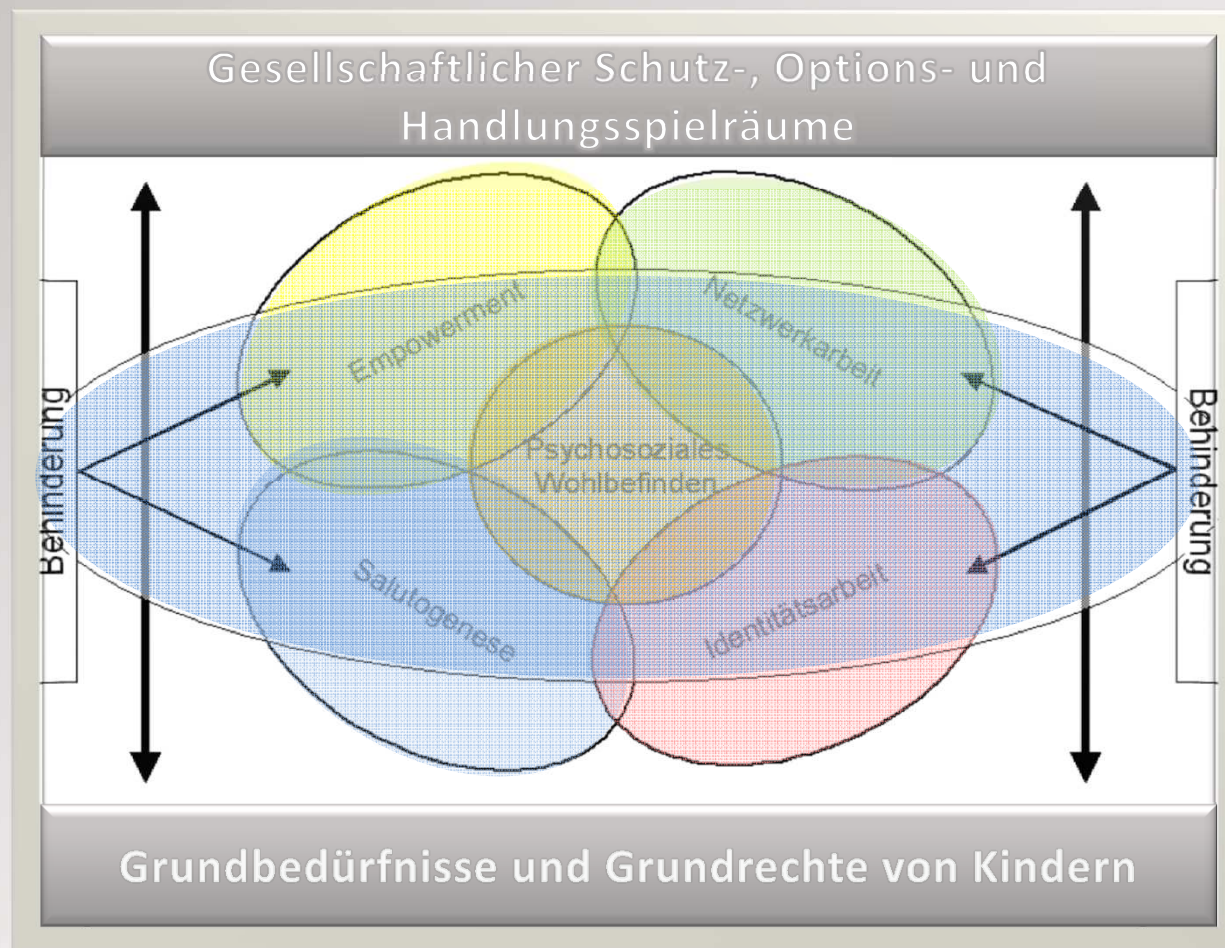 Gesellschaftlicher Schutz-, Options- und
Handlungsspielräume
Empowerment
Netzwerkarbeit
Behinderung
Psychosoziales
Wohlbefinden
Behinderung
Salutogenese
Identitätsarbeit
Grundbedürfnisse und Grundrechte von Kindern